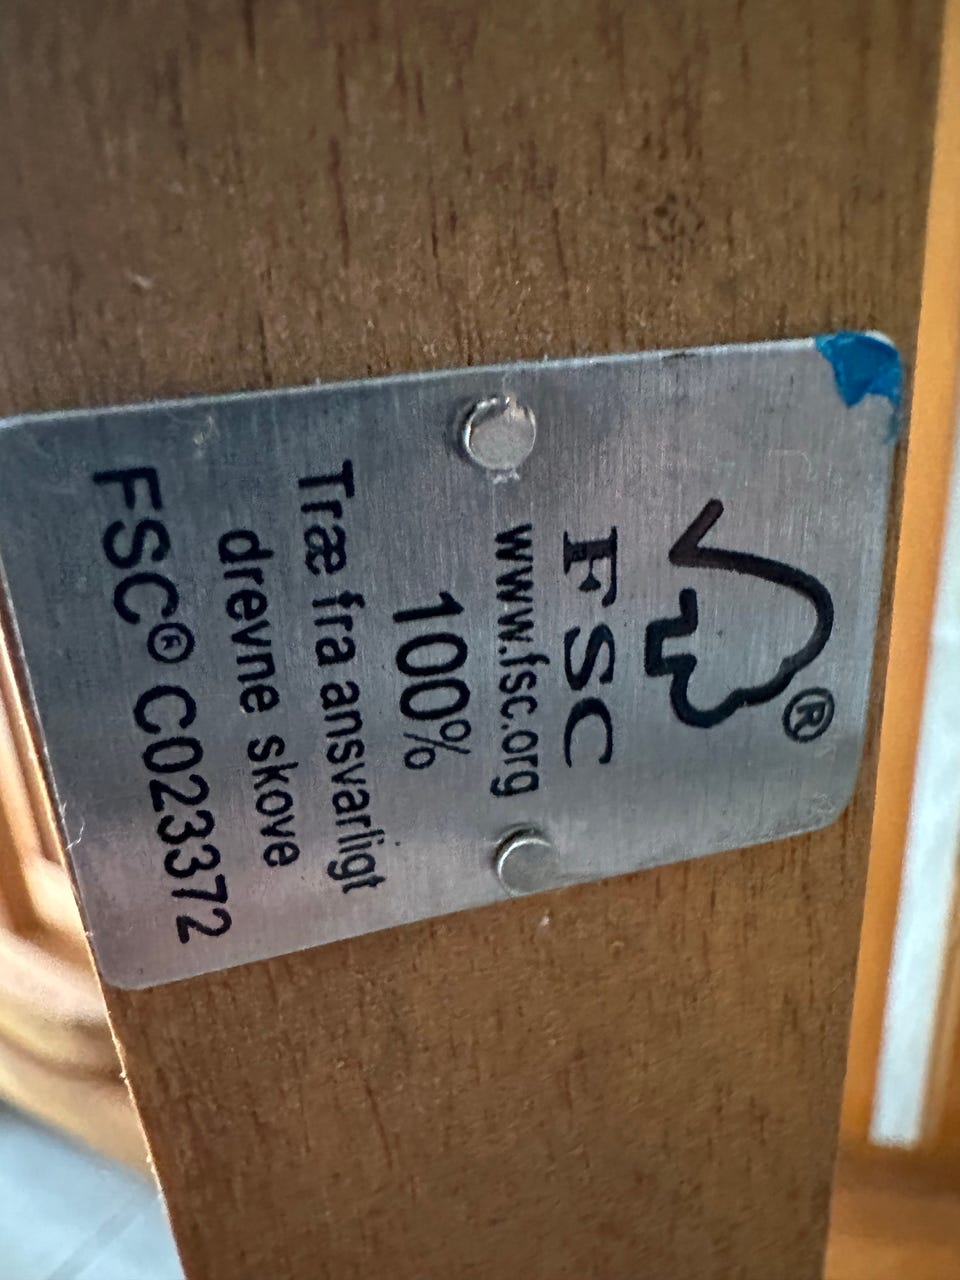 ®
FSC
www.fsc.org
100%
Træ fra ansvarligt
drevne skove
FSC® C023372